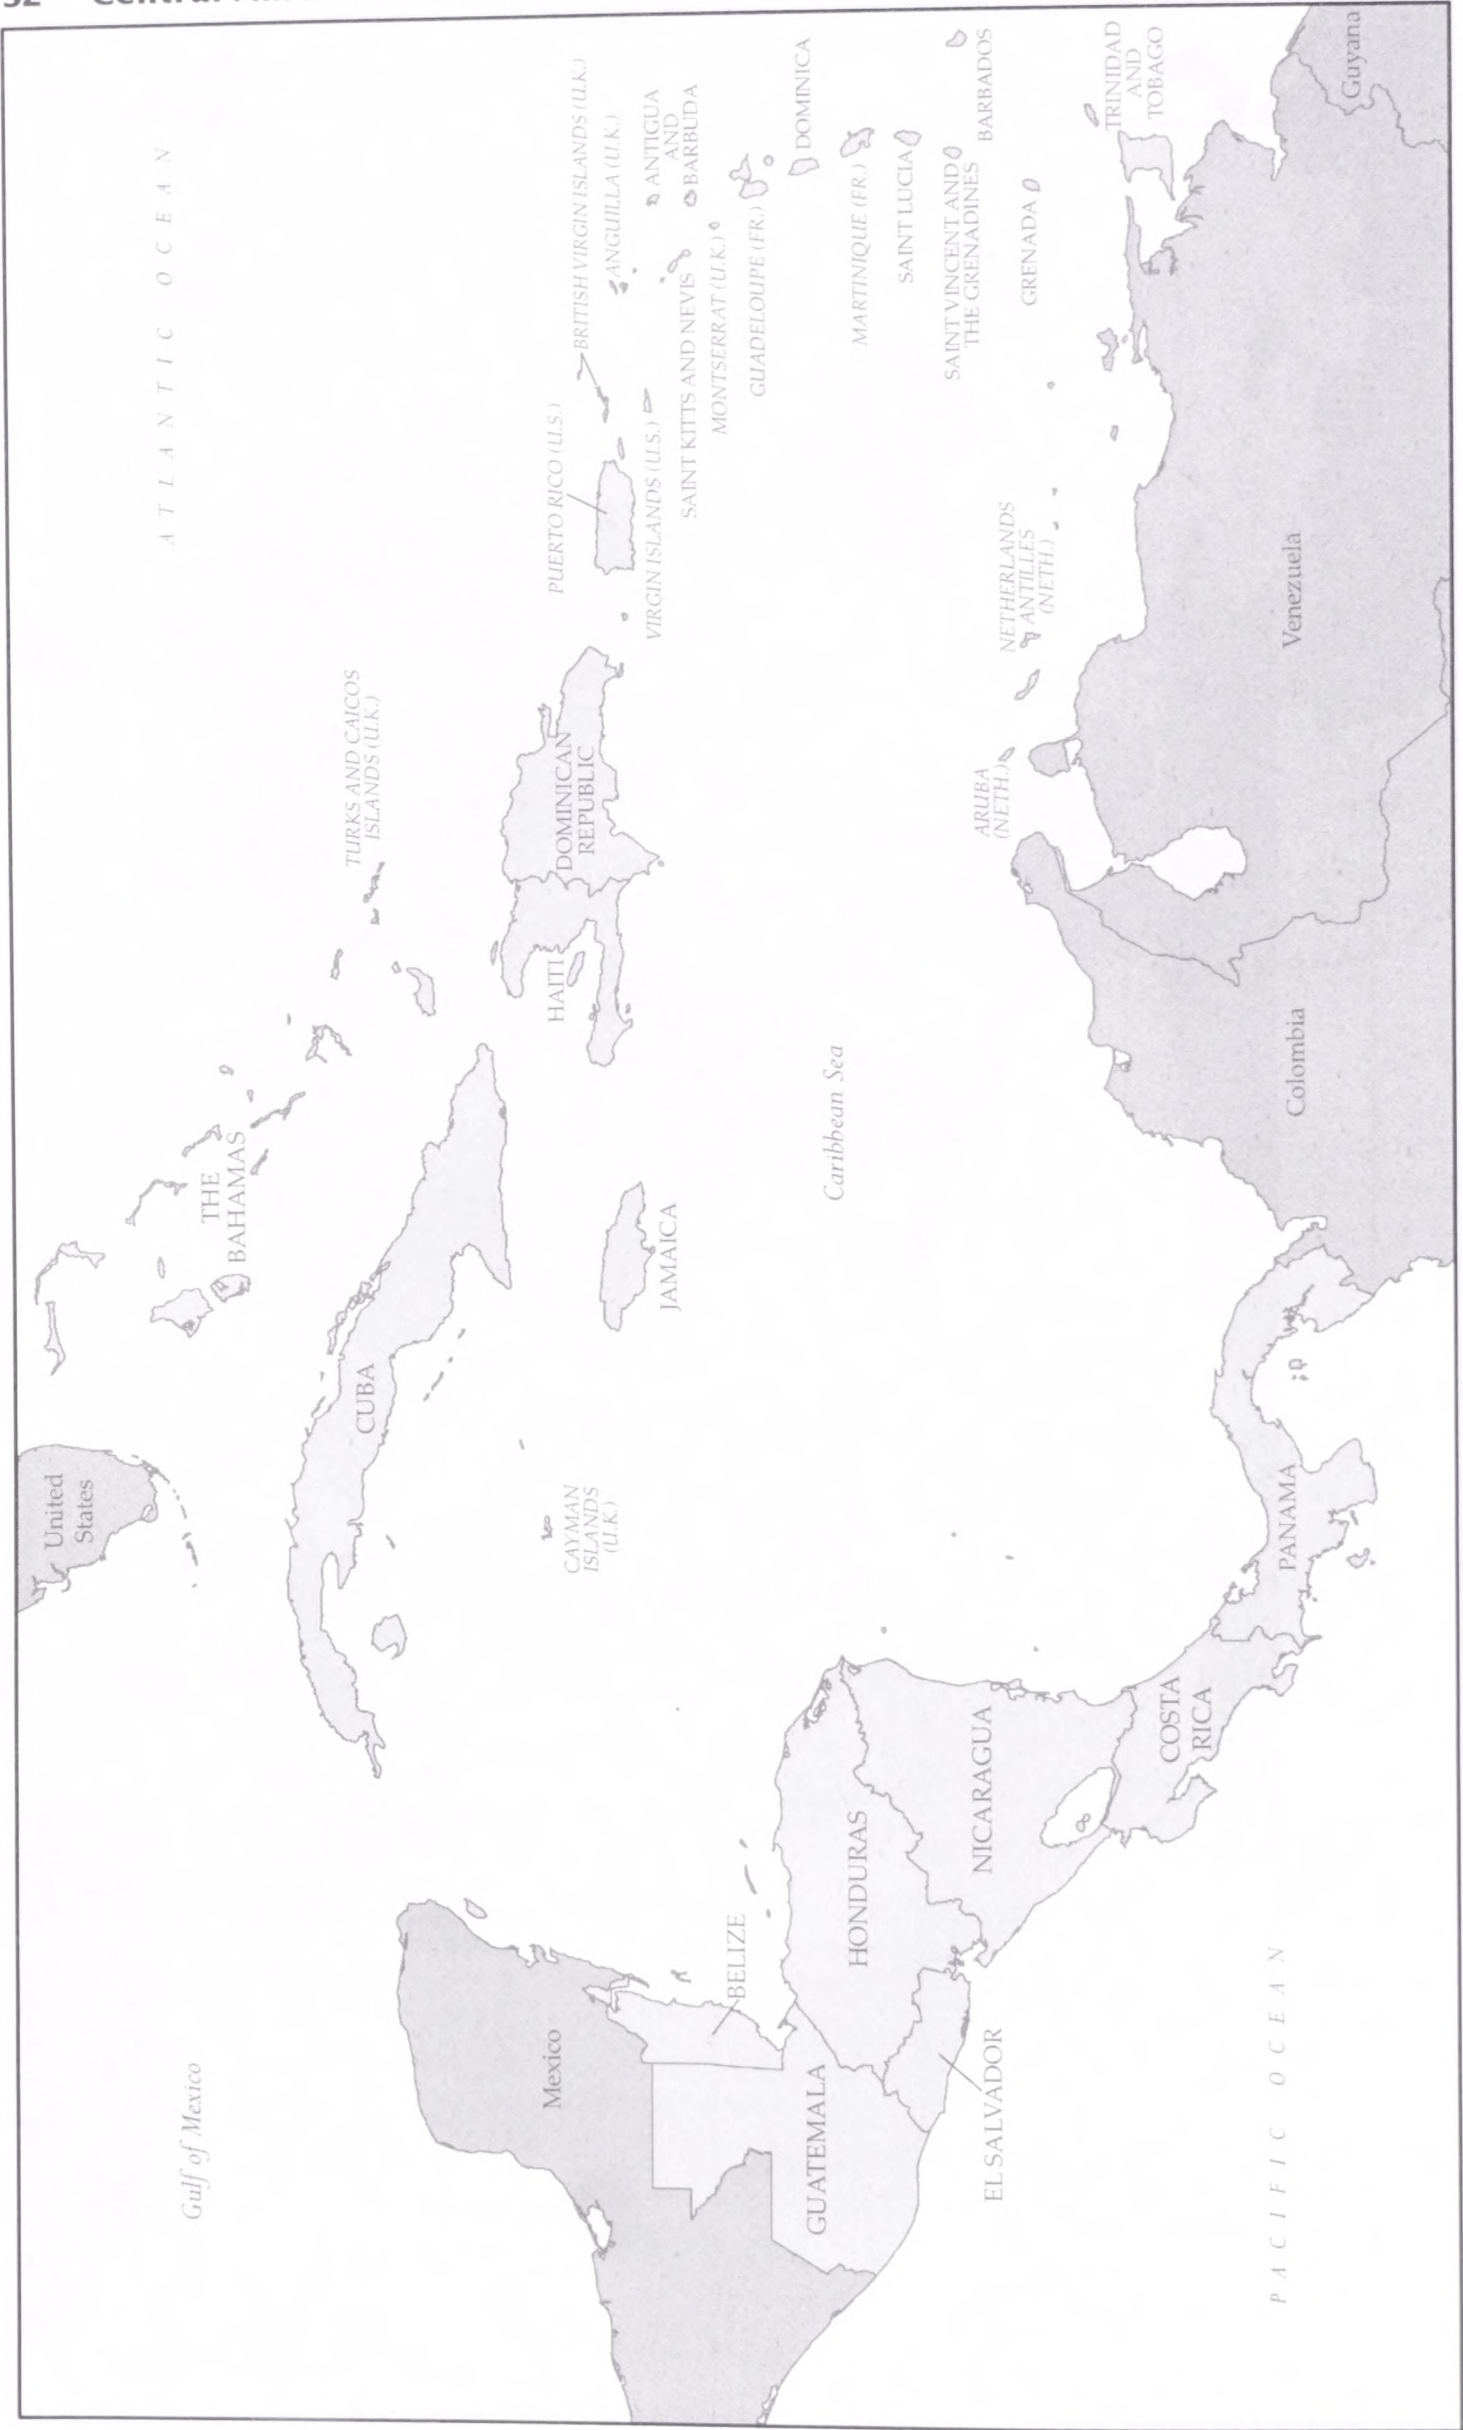 32
Gulf of Mexico
United
States
ATLANTIC OCEAN
THE
BAHAMAS
CUBA
TURKS AND CAICOS
ISLANDS (U.K.)
Mexico
CAYMAN
ISLANDS
(U.K.)
JAMAICA
HAITI
DOMINICAN
REPUBLIC
PUERTO RICO (U.S.)
BRITISH VIRGIN ISLANDS (U.K.)
ANGUILLA (U.K.)
VIRGIN ISLANDS (U.S.)
ANTIGUA
AND
BARBUDA
SAINT KITTS AND NEVIS
MONTSERRAT (U.K.)
GUADELOUPE (FR.)
DOMINICA
BELIZE
GUATEMALA
HONDURAS
Caribbean Sea
MARTINIQUE (FR.)
SAINT LUCIA
SAINT VINCENT AND
THE GRENADINES
BARBADOS
EL SALVADOR
NICARAGUA
ARUBA
(NETH.)
NETHERLANDS
ANTILLES
(NETH.)
GRENADA
TRINIDAD
AND
TOBAGO
COSTA
RICA
PANAMA
PACIFIC OCEAN
Colombia
Venezuela
Guyana